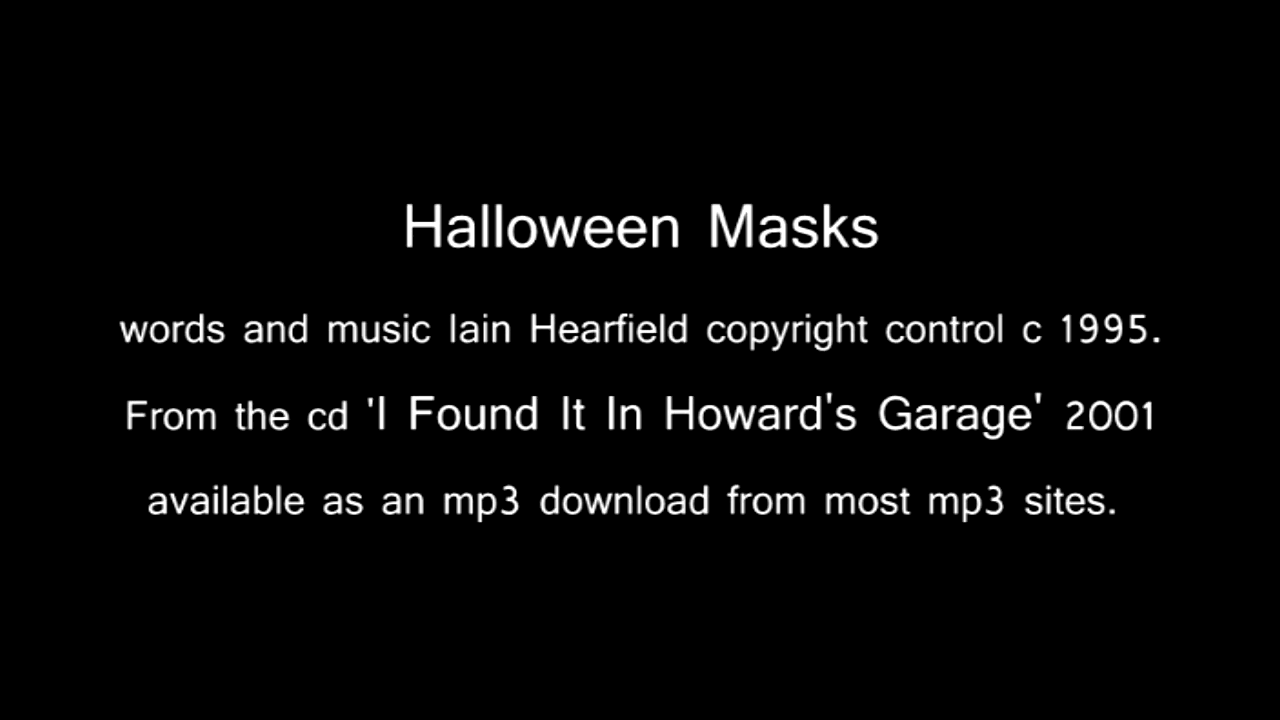 Halloween Masks
words and music Iain Hearfield copyright control c 1995.
From the cd 'I Found It In Howard's Garage' 2001
available as an mp3 download from most mp3 sites.